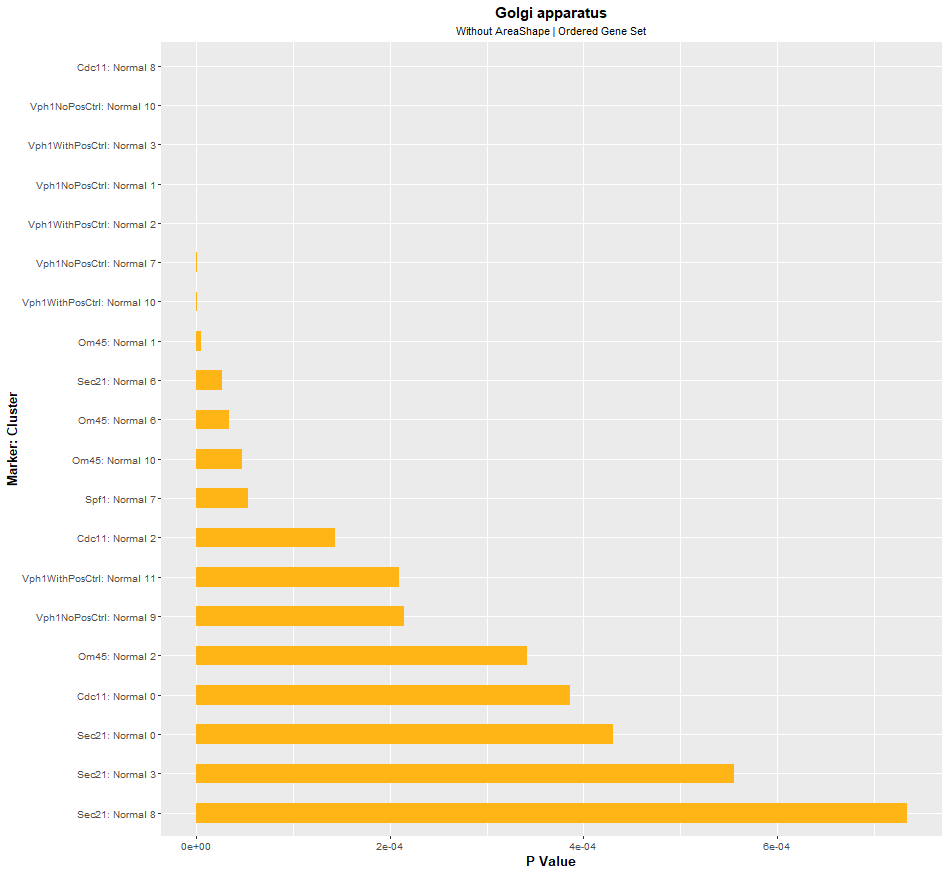 Golgi apparatus
Without AreaShape | Ordered Gene Set
Marker: Cluster
Cdc11: Normal 8
Vph1NoPosCtrl: Normal 10
Vph1WithPosCtrl: Normal 3
Vph1NoPosCtrl: Normal 1
Vph1WithPosCtrl: Normal 2
Vph1NoPosCtrl: Normal 7
Vph1WithPosCtrl: Normal 10
Om45: Normal 1
Sec21: Normal 6
Om45: Normal 6
Om45: Normal 10
Spf1: Normal 7
Cdc11: Normal 2
Vph1WithPosCtrl: Normal 11
Vph1NoPosCtrl: Normal 9
Om45: Normal 2
Cdc11: Normal 0
Sec21: Normal 0
Sec21: Normal 3
Sec21: Normal 8
0e+00 2e-04 4e-04 6e-04
P Value